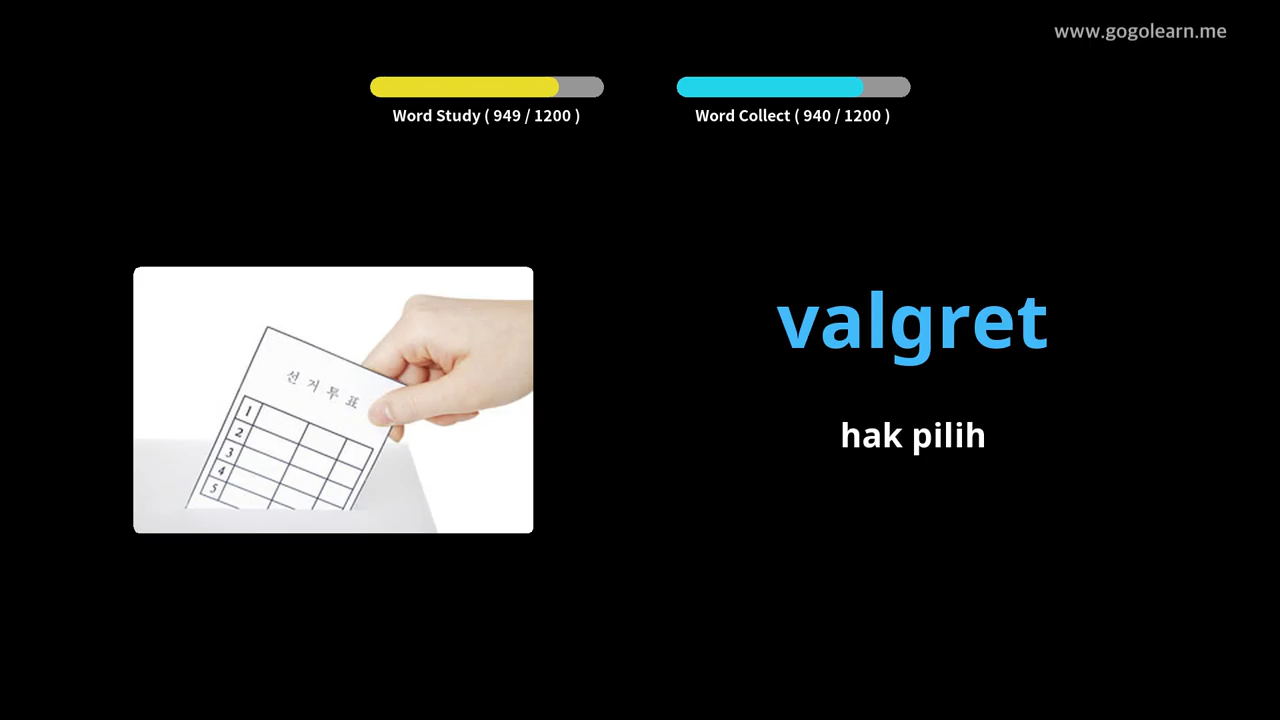 www.gogolearn.me
Word Study ( 949 / 1200 )
Word Collect ( 940 / 1200 )
valgret
hak pilih
선거투표
1
2
3
4
5